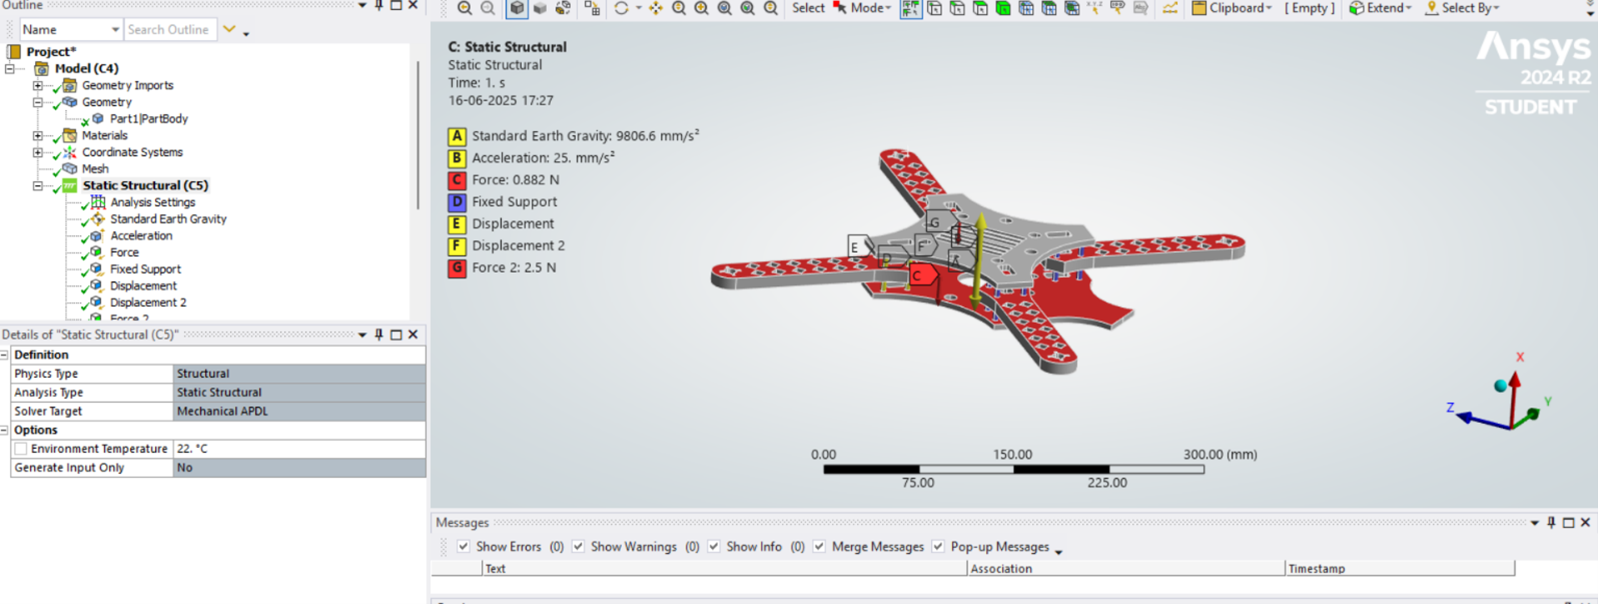 Outline
Name Search Outline
Project*
Model (C4)
Geometry Imports
Geometry
Part1|PartBody
Materials
Coordinate Systems
Mesh
Static Structural (C5)
Analysis Settings
Standard Earth Gravity
Acceleration
Force
Fixed Support
Displacement
Displacement 2
Force 2
Details of "Static Structural (C5)"
Definition
Physics Type Structural
Analysis Type Static Structural
Solver Target Mechanical APDL
Options
Environment Temperature 22. °C
Generate Input Only No
Select Mode Clipboard [ Empty ] Extend Select By
C: Static Structural
Static Structural
Time: 1. s
16-06-2025 17:27
A Standard Earth Gravity: 9806.6 mm/s²
B Acceleration: 25. mm/s²
C Force: 0.882 N
D Fixed Support
E Displacement
F Displacement 2
G Force 2: 2.5 N
Ansys
2024 R2
STUDENT
G
E F
D A
C
X
Y
Z
0.00 150.00 300.00 (mm)
75.00 225.00
Messages
Show Errors (0) Show Warnings (0) Show Info (0) Merge Messages Pop-up Messages
Text Association Timestamp